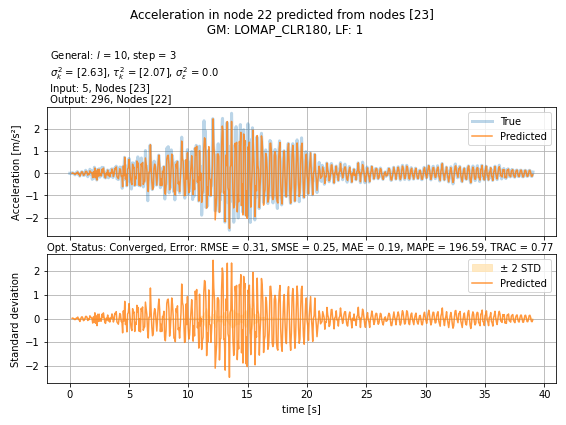 Acceleration in node 22 predicted from nodes [23]
GM: LOMAP_CLR180, LF: 1
General: l = 10, step = 3
σ²ₖ = [2.63], τ²ₖ = [2.07], σ²ε = 0.0
Input: 5, Nodes [23]
Output: 296, Nodes [22]
Acceleration [m/s²]
2
1
0
−1
−2
True
Predicted
Opt. Status: Converged, Error: RMSE = 0.31, SMSE = 0.25, MAE = 0.19, MAPE = 196.59, TRAC = 0.77
Standard deviation
2
1
0
−1
−2
± 2 STD
Predicted
0 5 10 15 20 25 30 35 40
time [s]